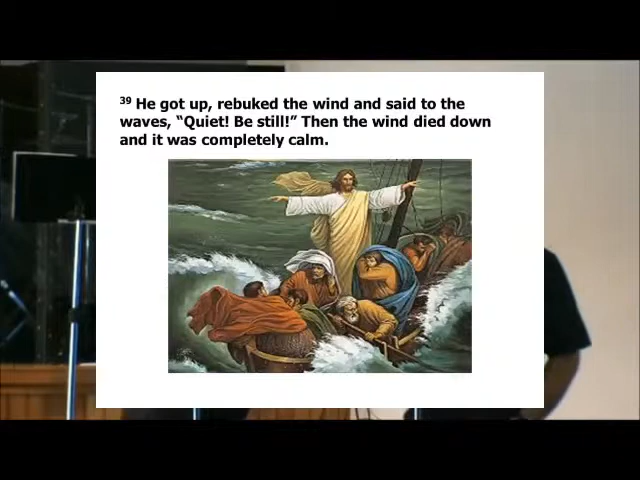 39 He got up, rebuked the wind and said to the
waves, “Quiet! Be still!” Then the wind died down
and it was completely calm.